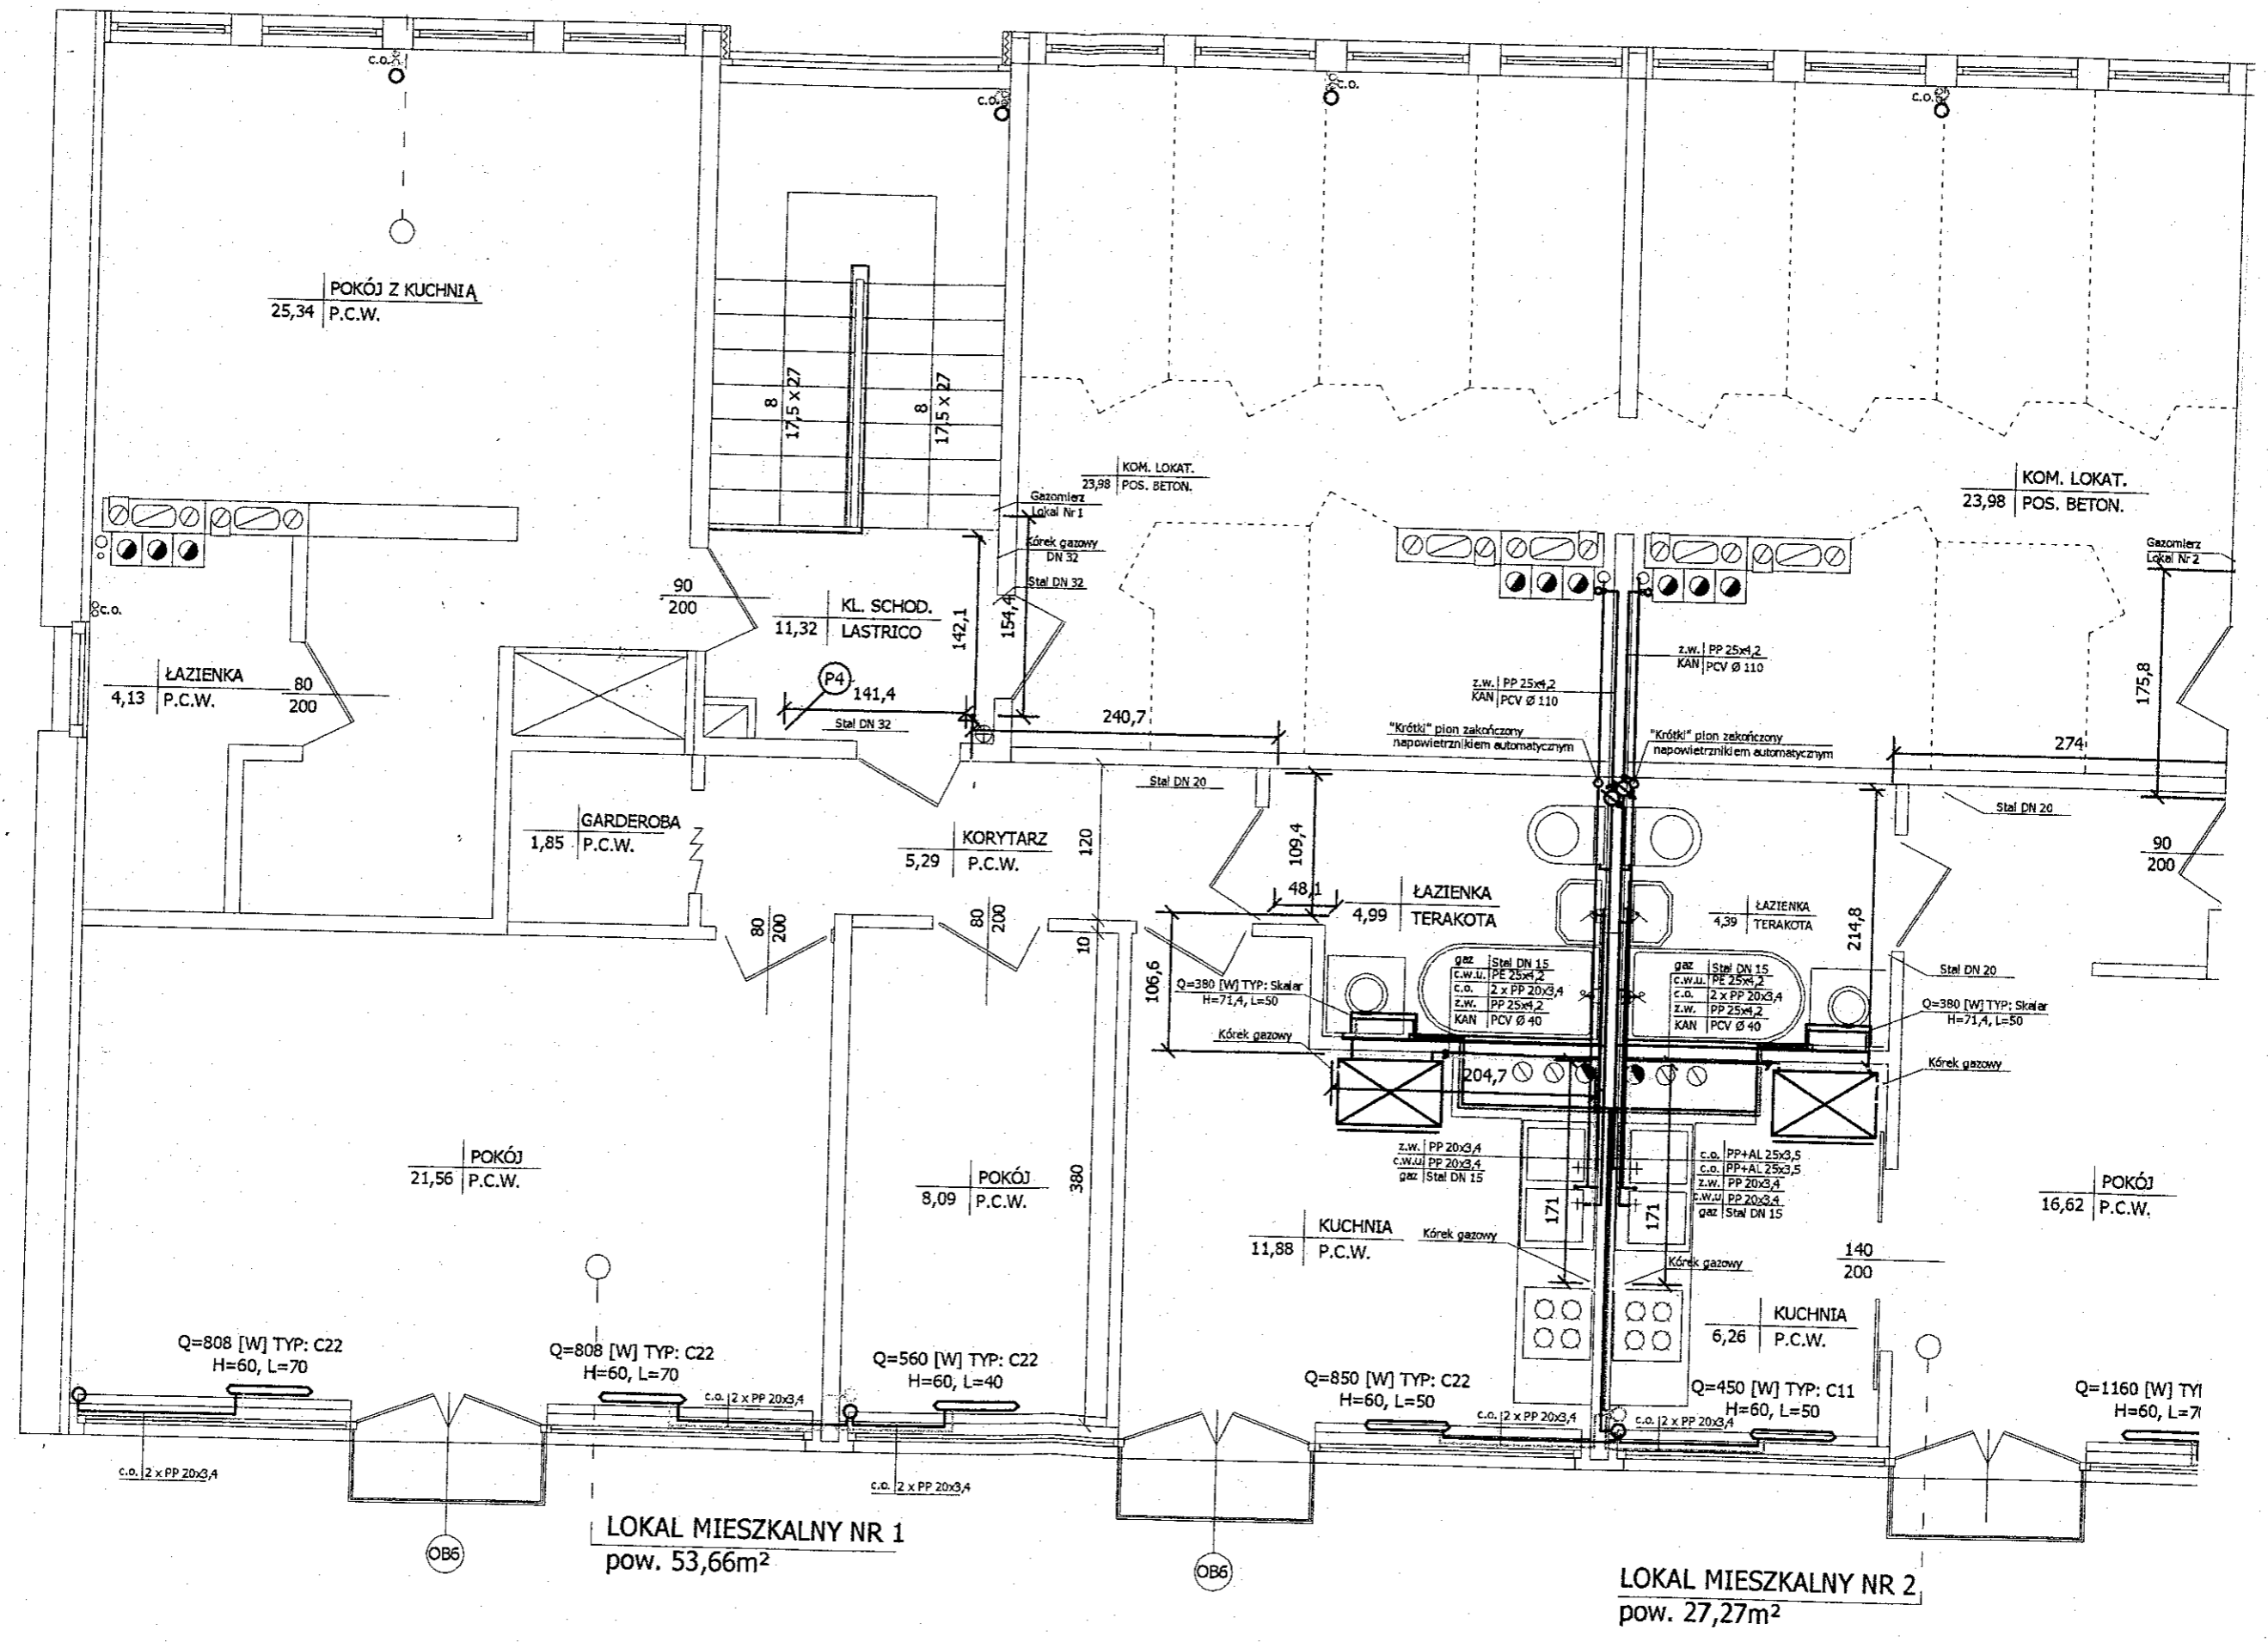 c.o.
c.o.
c.o.
c.o.
POKÓJ Z KUCHNIĄ
25,34 P.C.W.
8
17,5 x 27
8
17,5 x 27
KOM. LOKAT.
23,98 POS. BETON.
KOM. LOKAT.
23,98 POS. BETON.
Gazomierz
Lokal Nr 1
Kórek gazowy
DN 32
Stal DN 32
Gazomierz
Lokal Nr 2
c.o.
90
200
KL. SCHOD.
11,32 LASTRICO
142,1
154,4
175,8
ŁAZIENKA
4,13 P.C.W.
80
200
P4
141,4
Stal DN 32
240,7
z.w. PP 25x4,2
KAN PCV Ø 110
z.w. PP 25x4,2
KAN PCV Ø 110
"Krótki" pion zakończony
napowietrznikiem automatycznym
"Krótki" pion zakończony
napowietrznikiem automatycznym
274
Stal DN 20
Stal DN 20
GARDEROBA
1,85 P.C.W.
KORYTARZ
5,29 P.C.W.
120
109,4
48,1
ŁAZIENKA
4,99 TERAKOTA
ŁAZIENKA
4,39 TERAKOTA
214,8
90
200
80
200
80
200
10
106,6
Q=380 [W] TYP: Skalar
H=71,4, L=50
Kórek gazowy
gaz Stal DN 15
c.w.u. PE 25x4,2
c.o. 2 x PP 20x3,4
z.w. PP 25x4,2
KAN PCV Ø 40
gaz Stal DN 15
c.w.u. PE 25x4,2
c.o. 2 x PP 20x3,4
z.w. PP 25x4,2
KAN PCV Ø 40
Stal DN 20
Q=380 [W] TYP: Skalar
H=71,4, L=50
Kórek gazowy
204,7
POKÓJ
21,56 P.C.W.
POKÓJ
8,09 P.C.W.
380
z.w. PP 20x3,4
c.w.u PP 20x3,4
gaz Stal DN 15
c.o. PP+AL 25x3,5
c.o. PP+AL 25x3,5
z.w. PP 20x3,4
c.w.u PP 20x3,4
gaz Stal DN 15
POKÓJ
16,62 P.C.W.
171
171
KUCHNIA
11,88 P.C.W.
Kórek gazowy
Kórek gazowy
140
200
KUCHNIA
6,26 P.C.W.
Q=808 [W] TYP: C22
H=60, L=70
Q=808 [W] TYP: C22
H=60, L=70
Q=560 [W] TYP: C22
H=60, L=40
Q=850 [W] TYP: C22
H=60, L=50
Q=450 [W] TYP: C11
H=60, L=50
Q=1160 [W] TY
H=60, L=7
c.o. 2 x PP 20x3,4
c.o. 2 x PP 20x3,4
c.o. 2 x PP 20x3,4
c.o. 2 x PP 20x3,4
c.o. 2 x PP 20x3,4
OB6
OB6
LOKAL MIESZKALNY NR 1
pow. 53,66m²
LOKAL MIESZKALNY NR 2
pow. 27,27m²